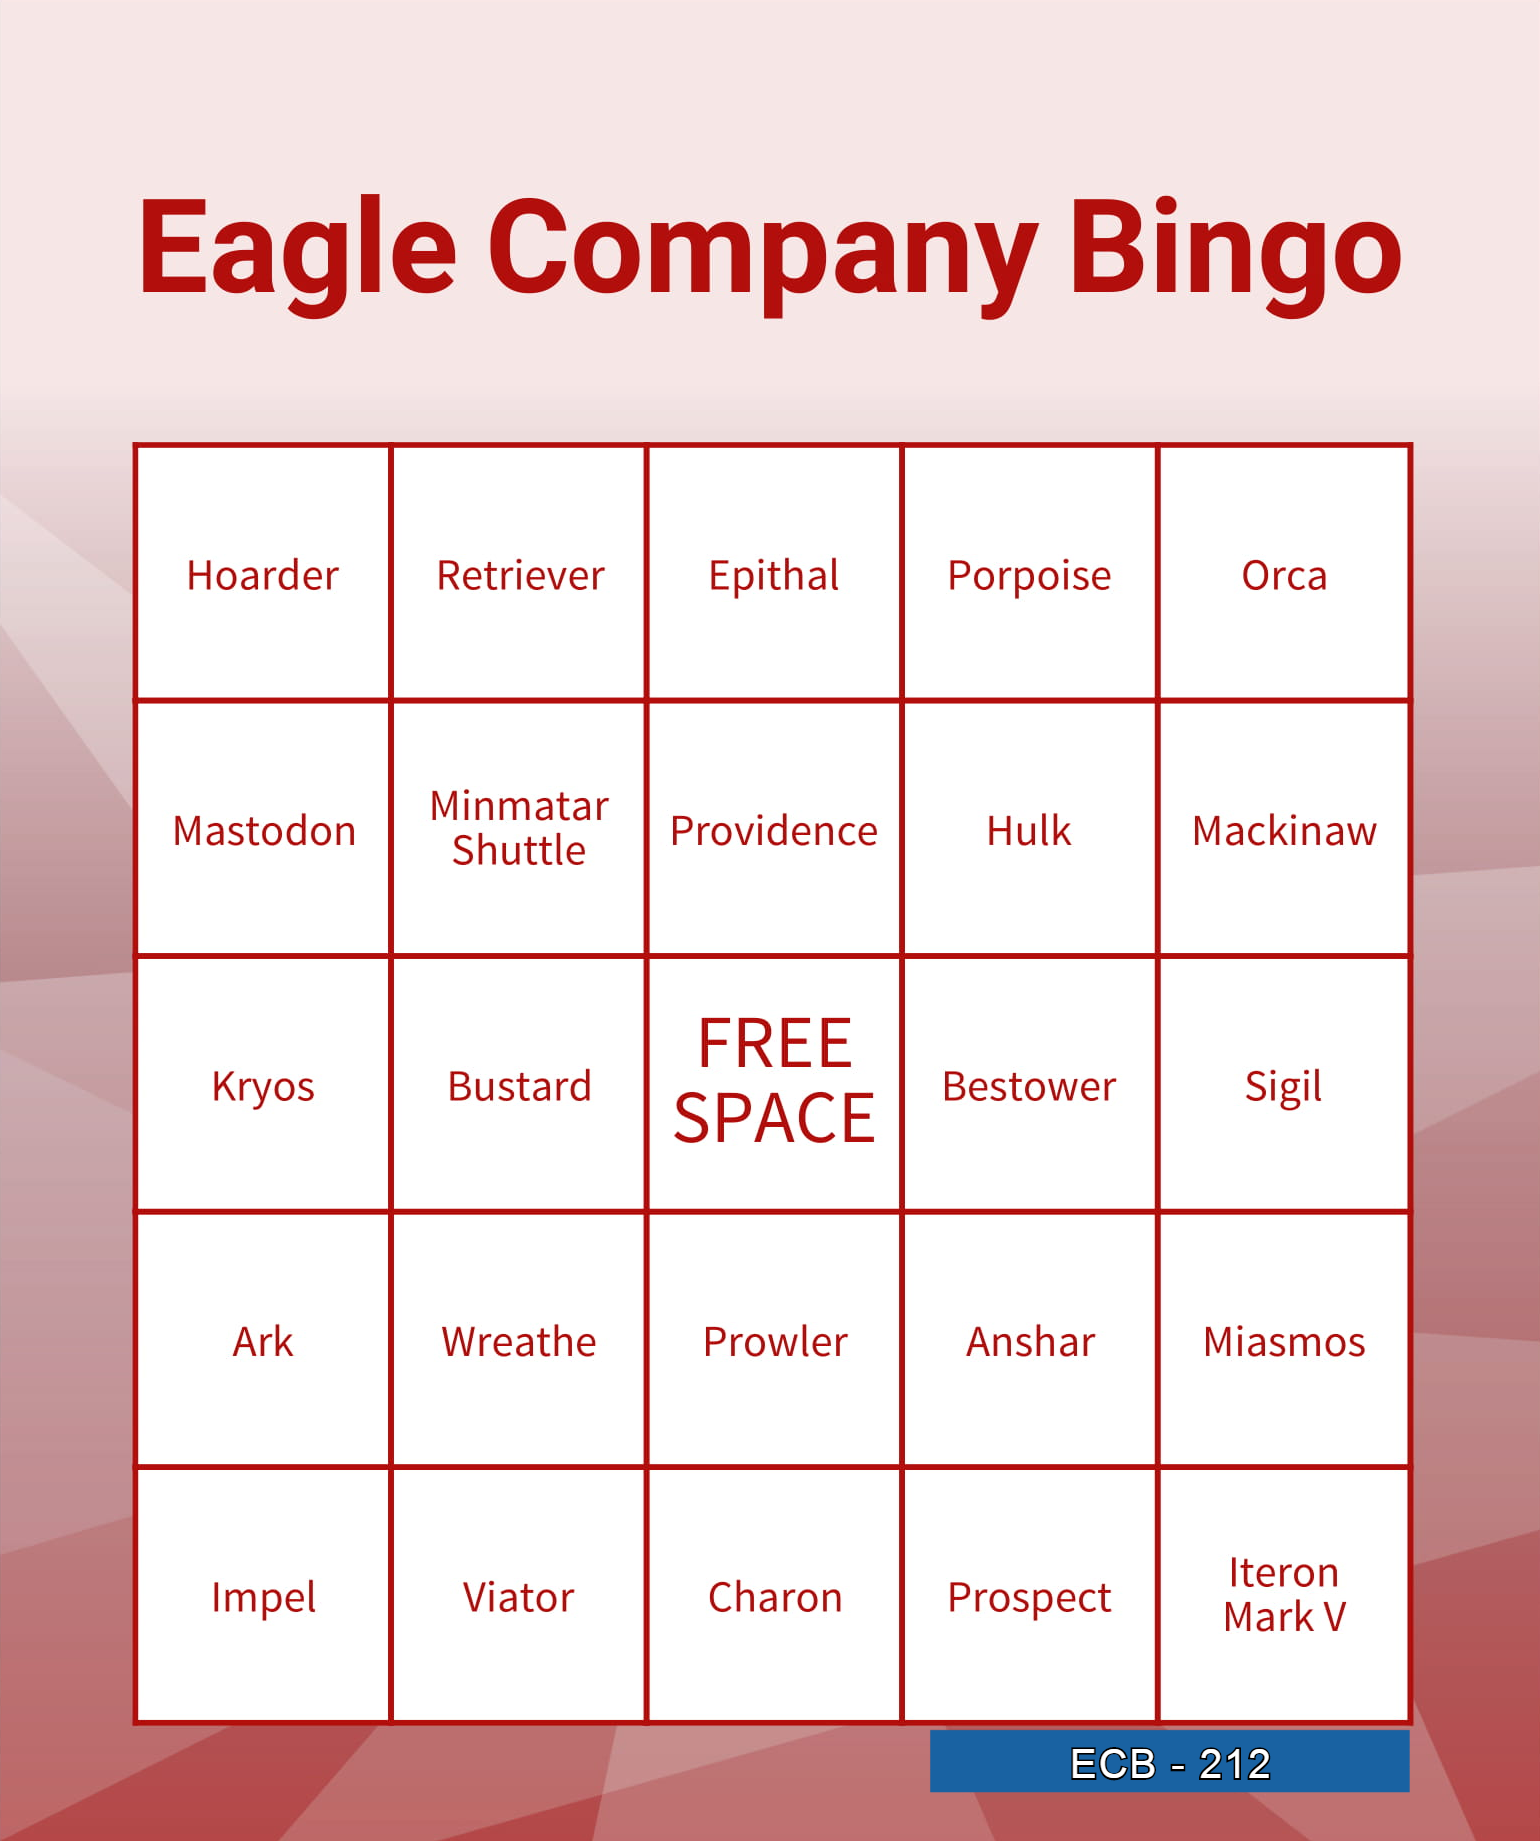 Eagle Company Bingo
Hoarder
Retriever
Epithal
Porpoise
Orca
Mastodon
Minmatar
Shuttle
Providence
Hulk
Mackinaw
Kryos
Bustard
FREE
SPACE
Bestower
Sigil
Ark
Wreathe
Prowler
Anshar
Miasmos
Impel
Viator
Charon
Prospect
Iteron
Mark V
ECB - 212